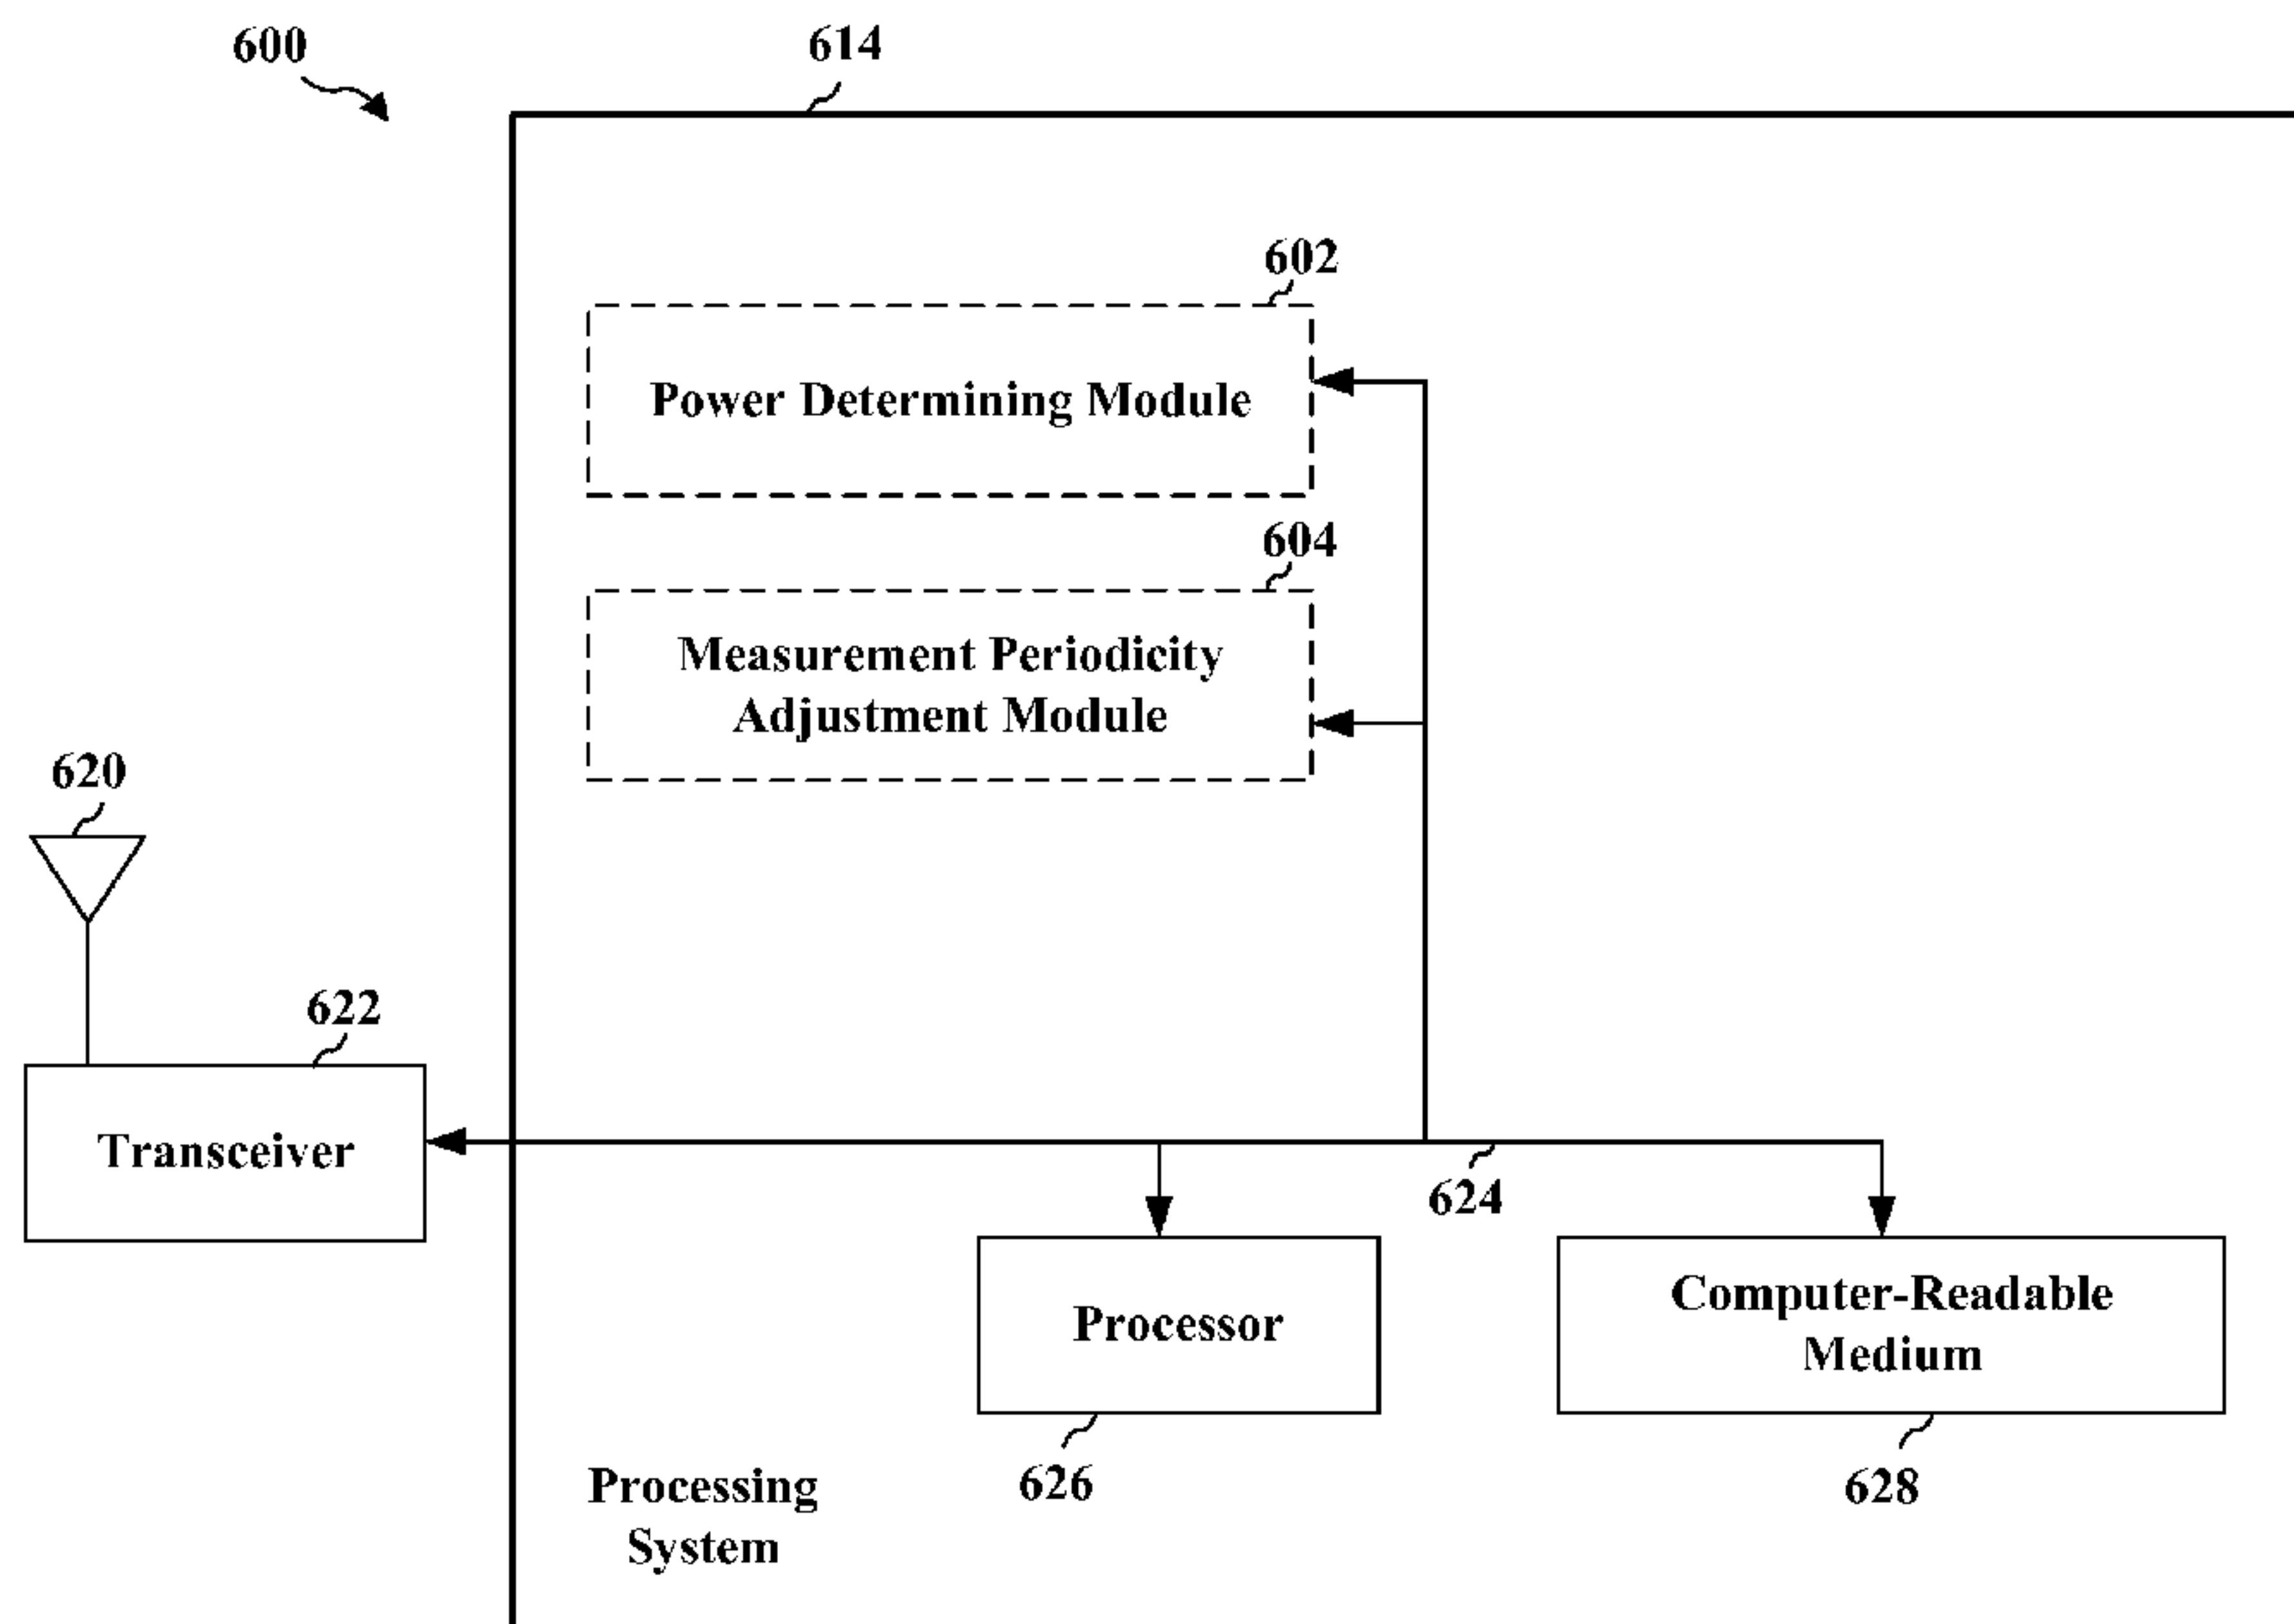 600
614
602
Power Determining Module
604
Measurement Periodicity
Adjustment Module
620
622
Transceiver
624
Processor
Computer-Readable
Medium
626
628
Processing
System